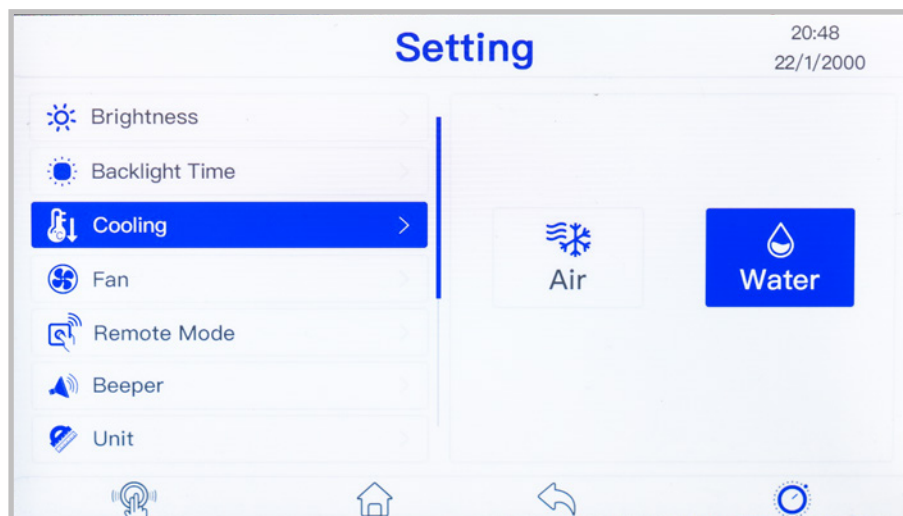 Setting
20:48
22/1/2000
Brightness
Backlight Time
Cooling
Fan
Remote Mode
Beeper
Unit
Air
Water
°C